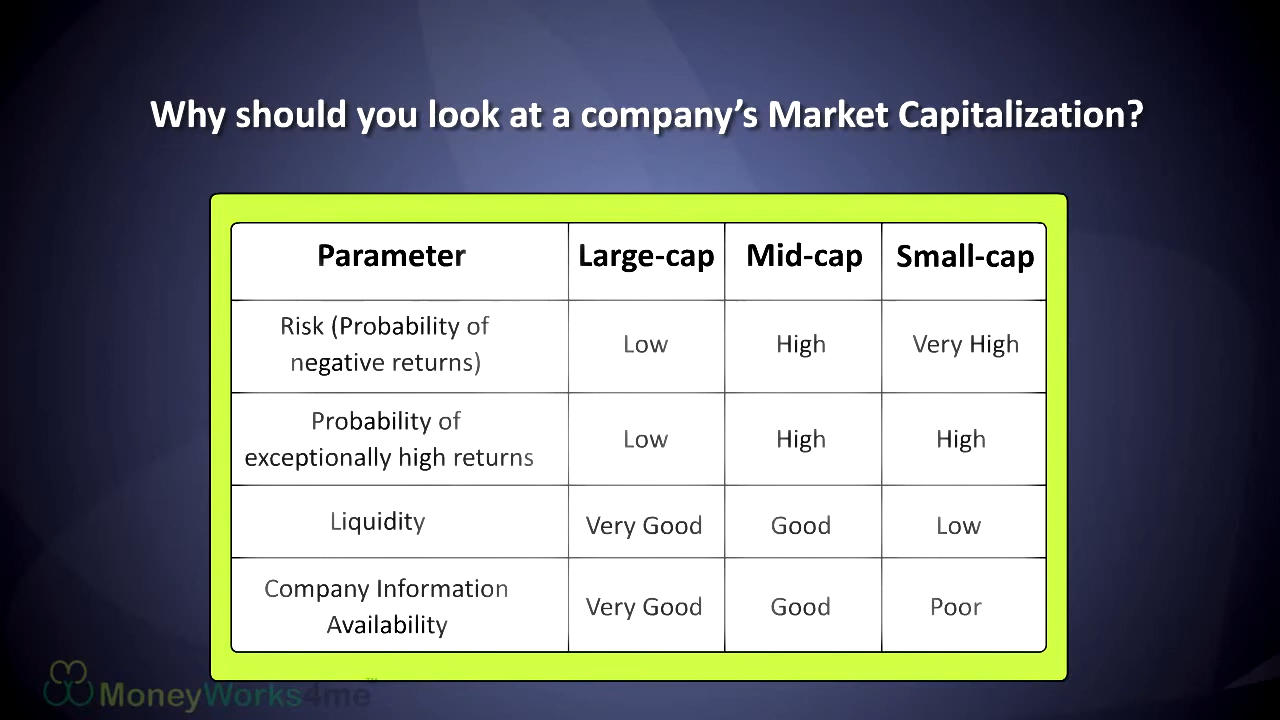 Why should you look at a company’s Market Capitalization?
Parameter Large-cap Mid-cap Small-cap
Risk (Probability of
negative returns) Low High Very High
Probability of
exceptionally high returns Low High High
Liquidity Very Good Good Low
Company Information
Availability Very Good Good Poor
MoneyWorks4me™